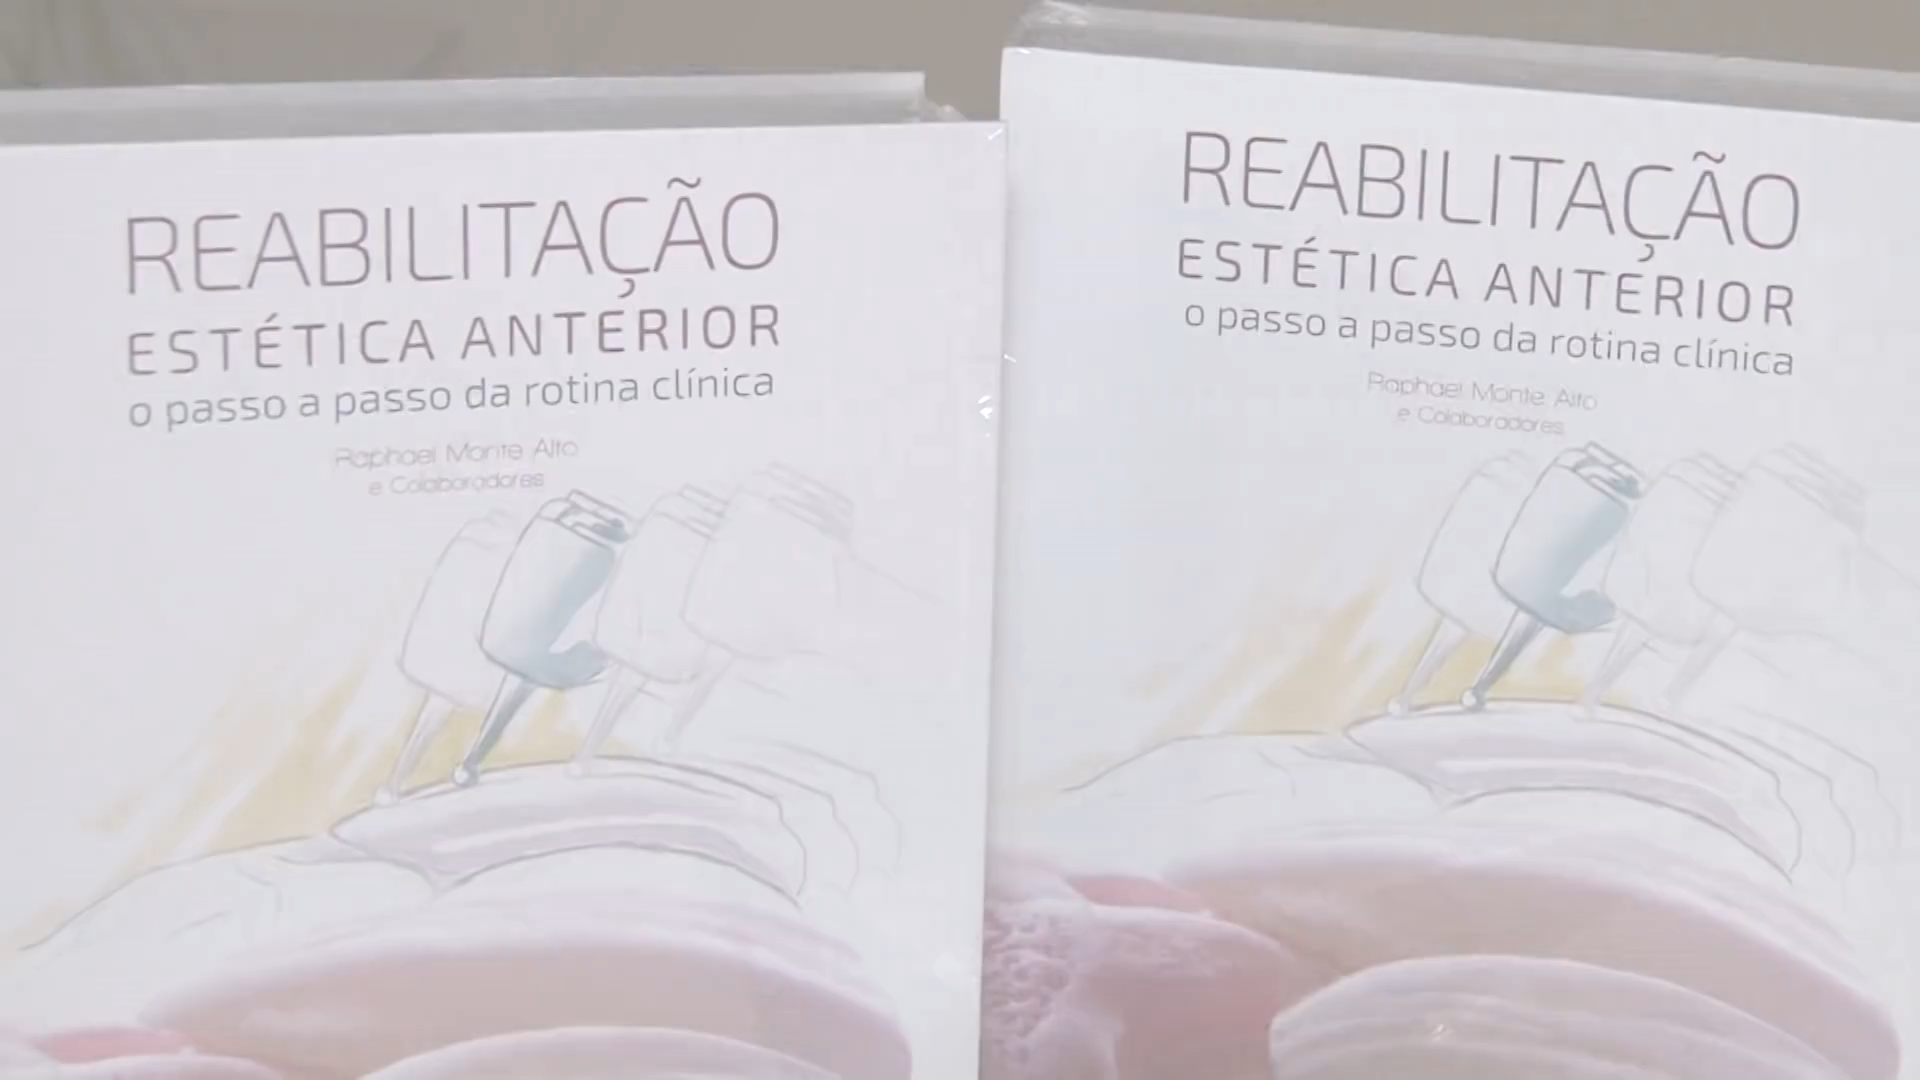 REABILITAÇÃO
ESTÉTICA ANTERIOR
o passo a passo da rotina clínica
Raphael Monte Alto
e Colaboradores
REABILITAÇÃO
ESTÉTICA ANTERIOR
o passo a passo da rotina clínica
Raphael Monte Alto
e Colaboradores